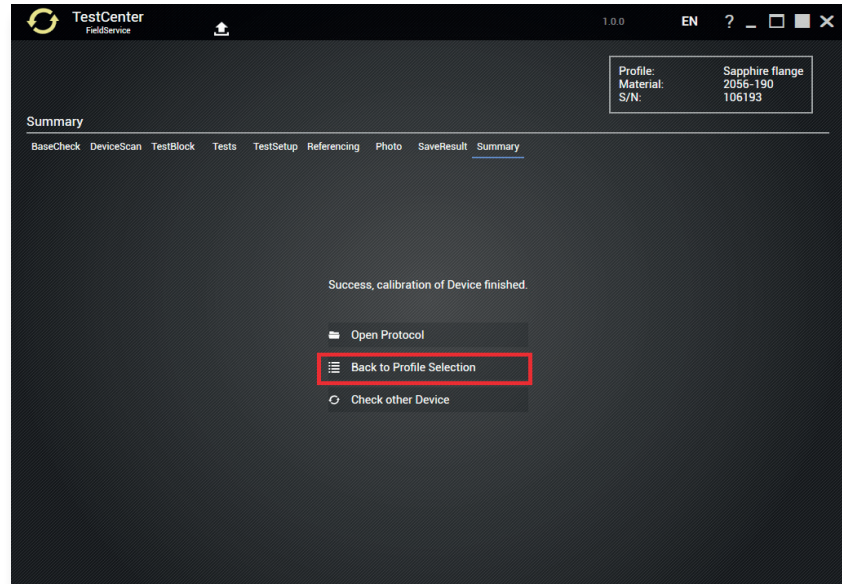 TestCenter
FieldService
1.0.0 EN ?
Profile: Sapphire flange
Material: 2056-190
S/N: 106193
Summary
BaseCheck DeviceScan TestBlock Tests TestSetup Referencing Photo SaveResult Summary
Success, calibration of Device finished.
Open Protocol
Back to Profile Selection
Check other Device